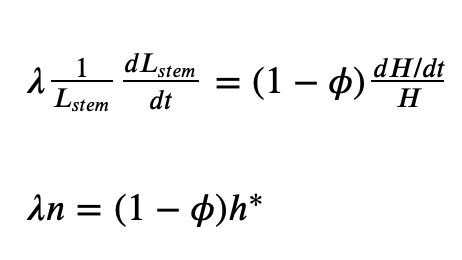 λ 1/L_stem dL_stem/dt = (1 − ϕ) dH/dt/H
λn = (1 − ϕ)h*